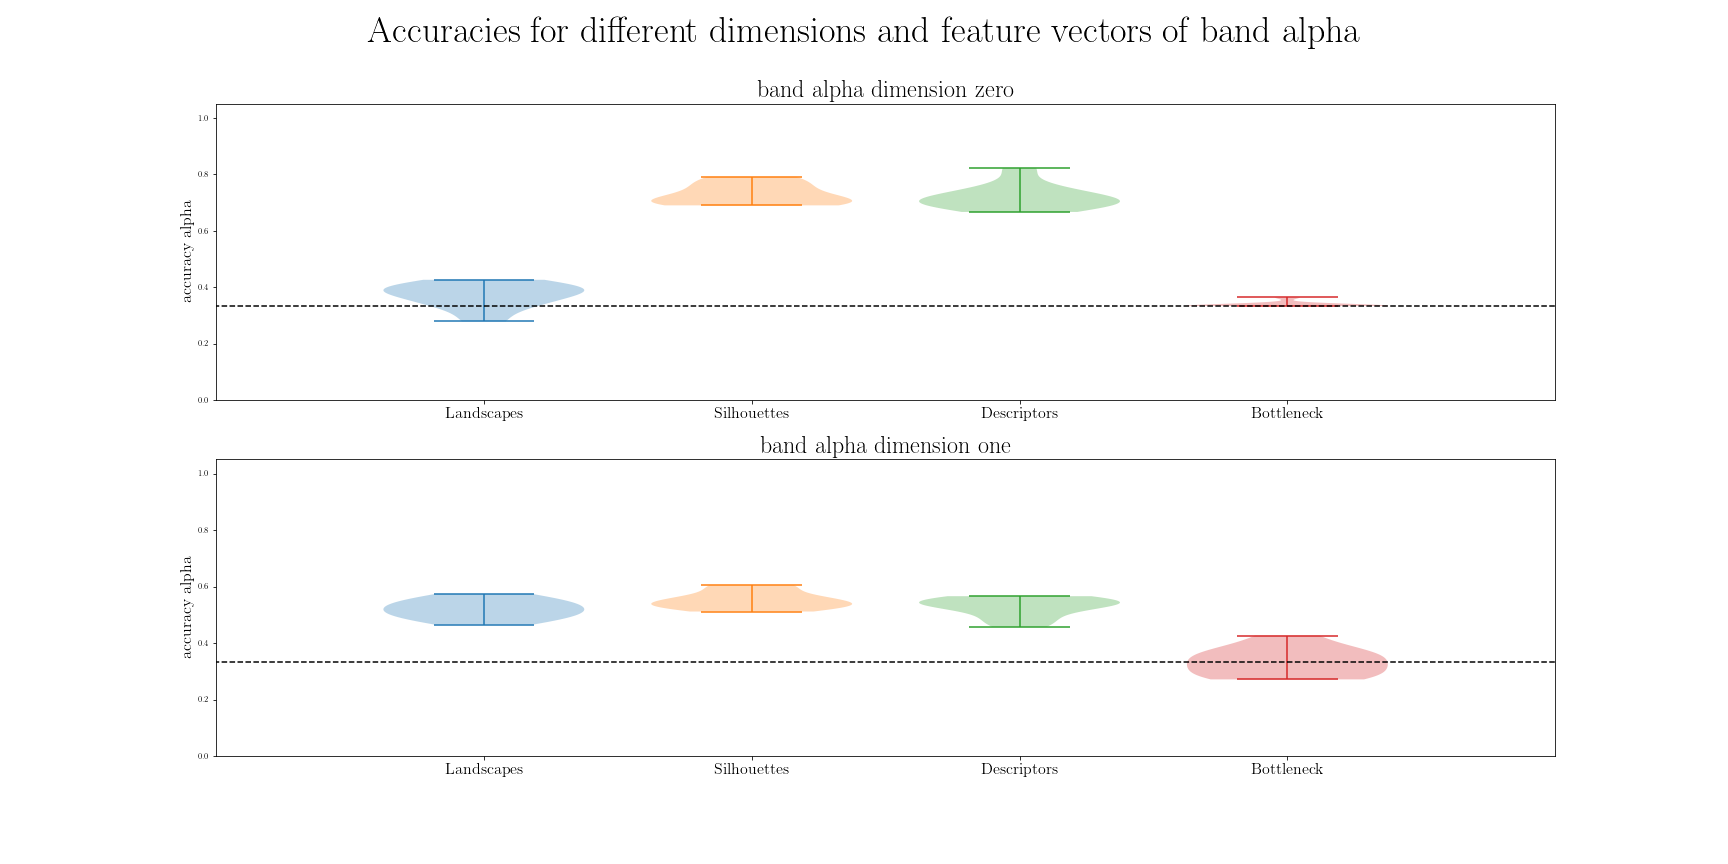 Accuracies for different dimensions and feature vectors of band alpha
band alpha dimension zero
1.0
0.8
0.6
0.4
0.2
0.0
accuracy alpha
Landscapes Silhouettes Descriptors Bottleneck
band alpha dimension one
1.0
0.8
0.6
0.4
0.2
0.0
accuracy alpha
Landscapes Silhouettes Descriptors Bottleneck